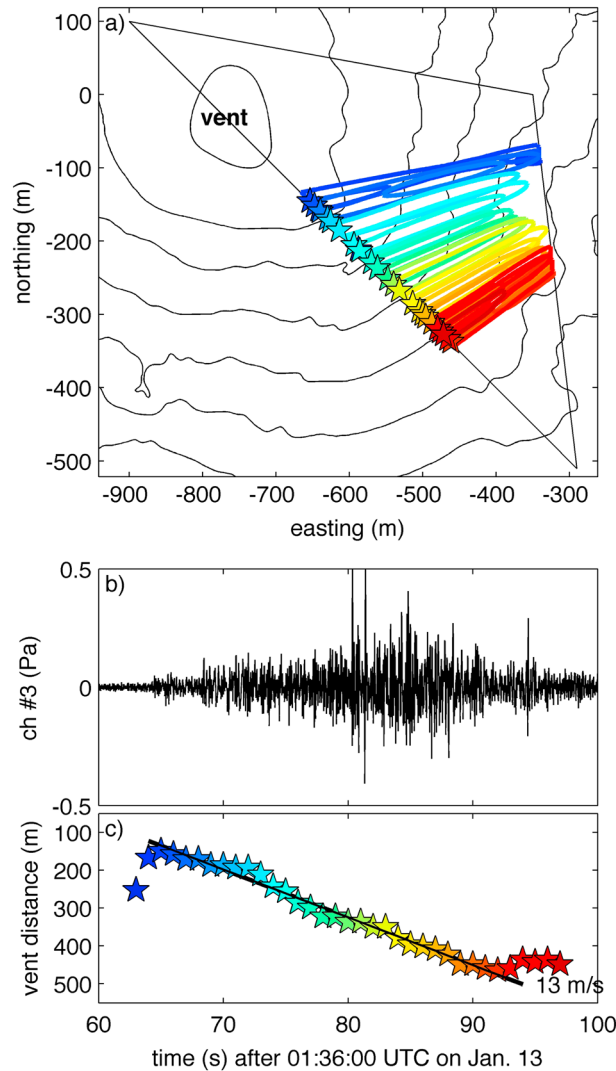 a)
100
0
-100
-200
-300
-400
-500
northing (m)
vent
-900 -800 -700 -600 -500 -400 -300
easting (m)
b)
0.5
0
-0.5
ch #3 (Pa)
c)
100
200
300
400
500
vent distance (m)
13 m/s
60 70 80 90 100
time (s) after 01:36:00 UTC on Jan. 13